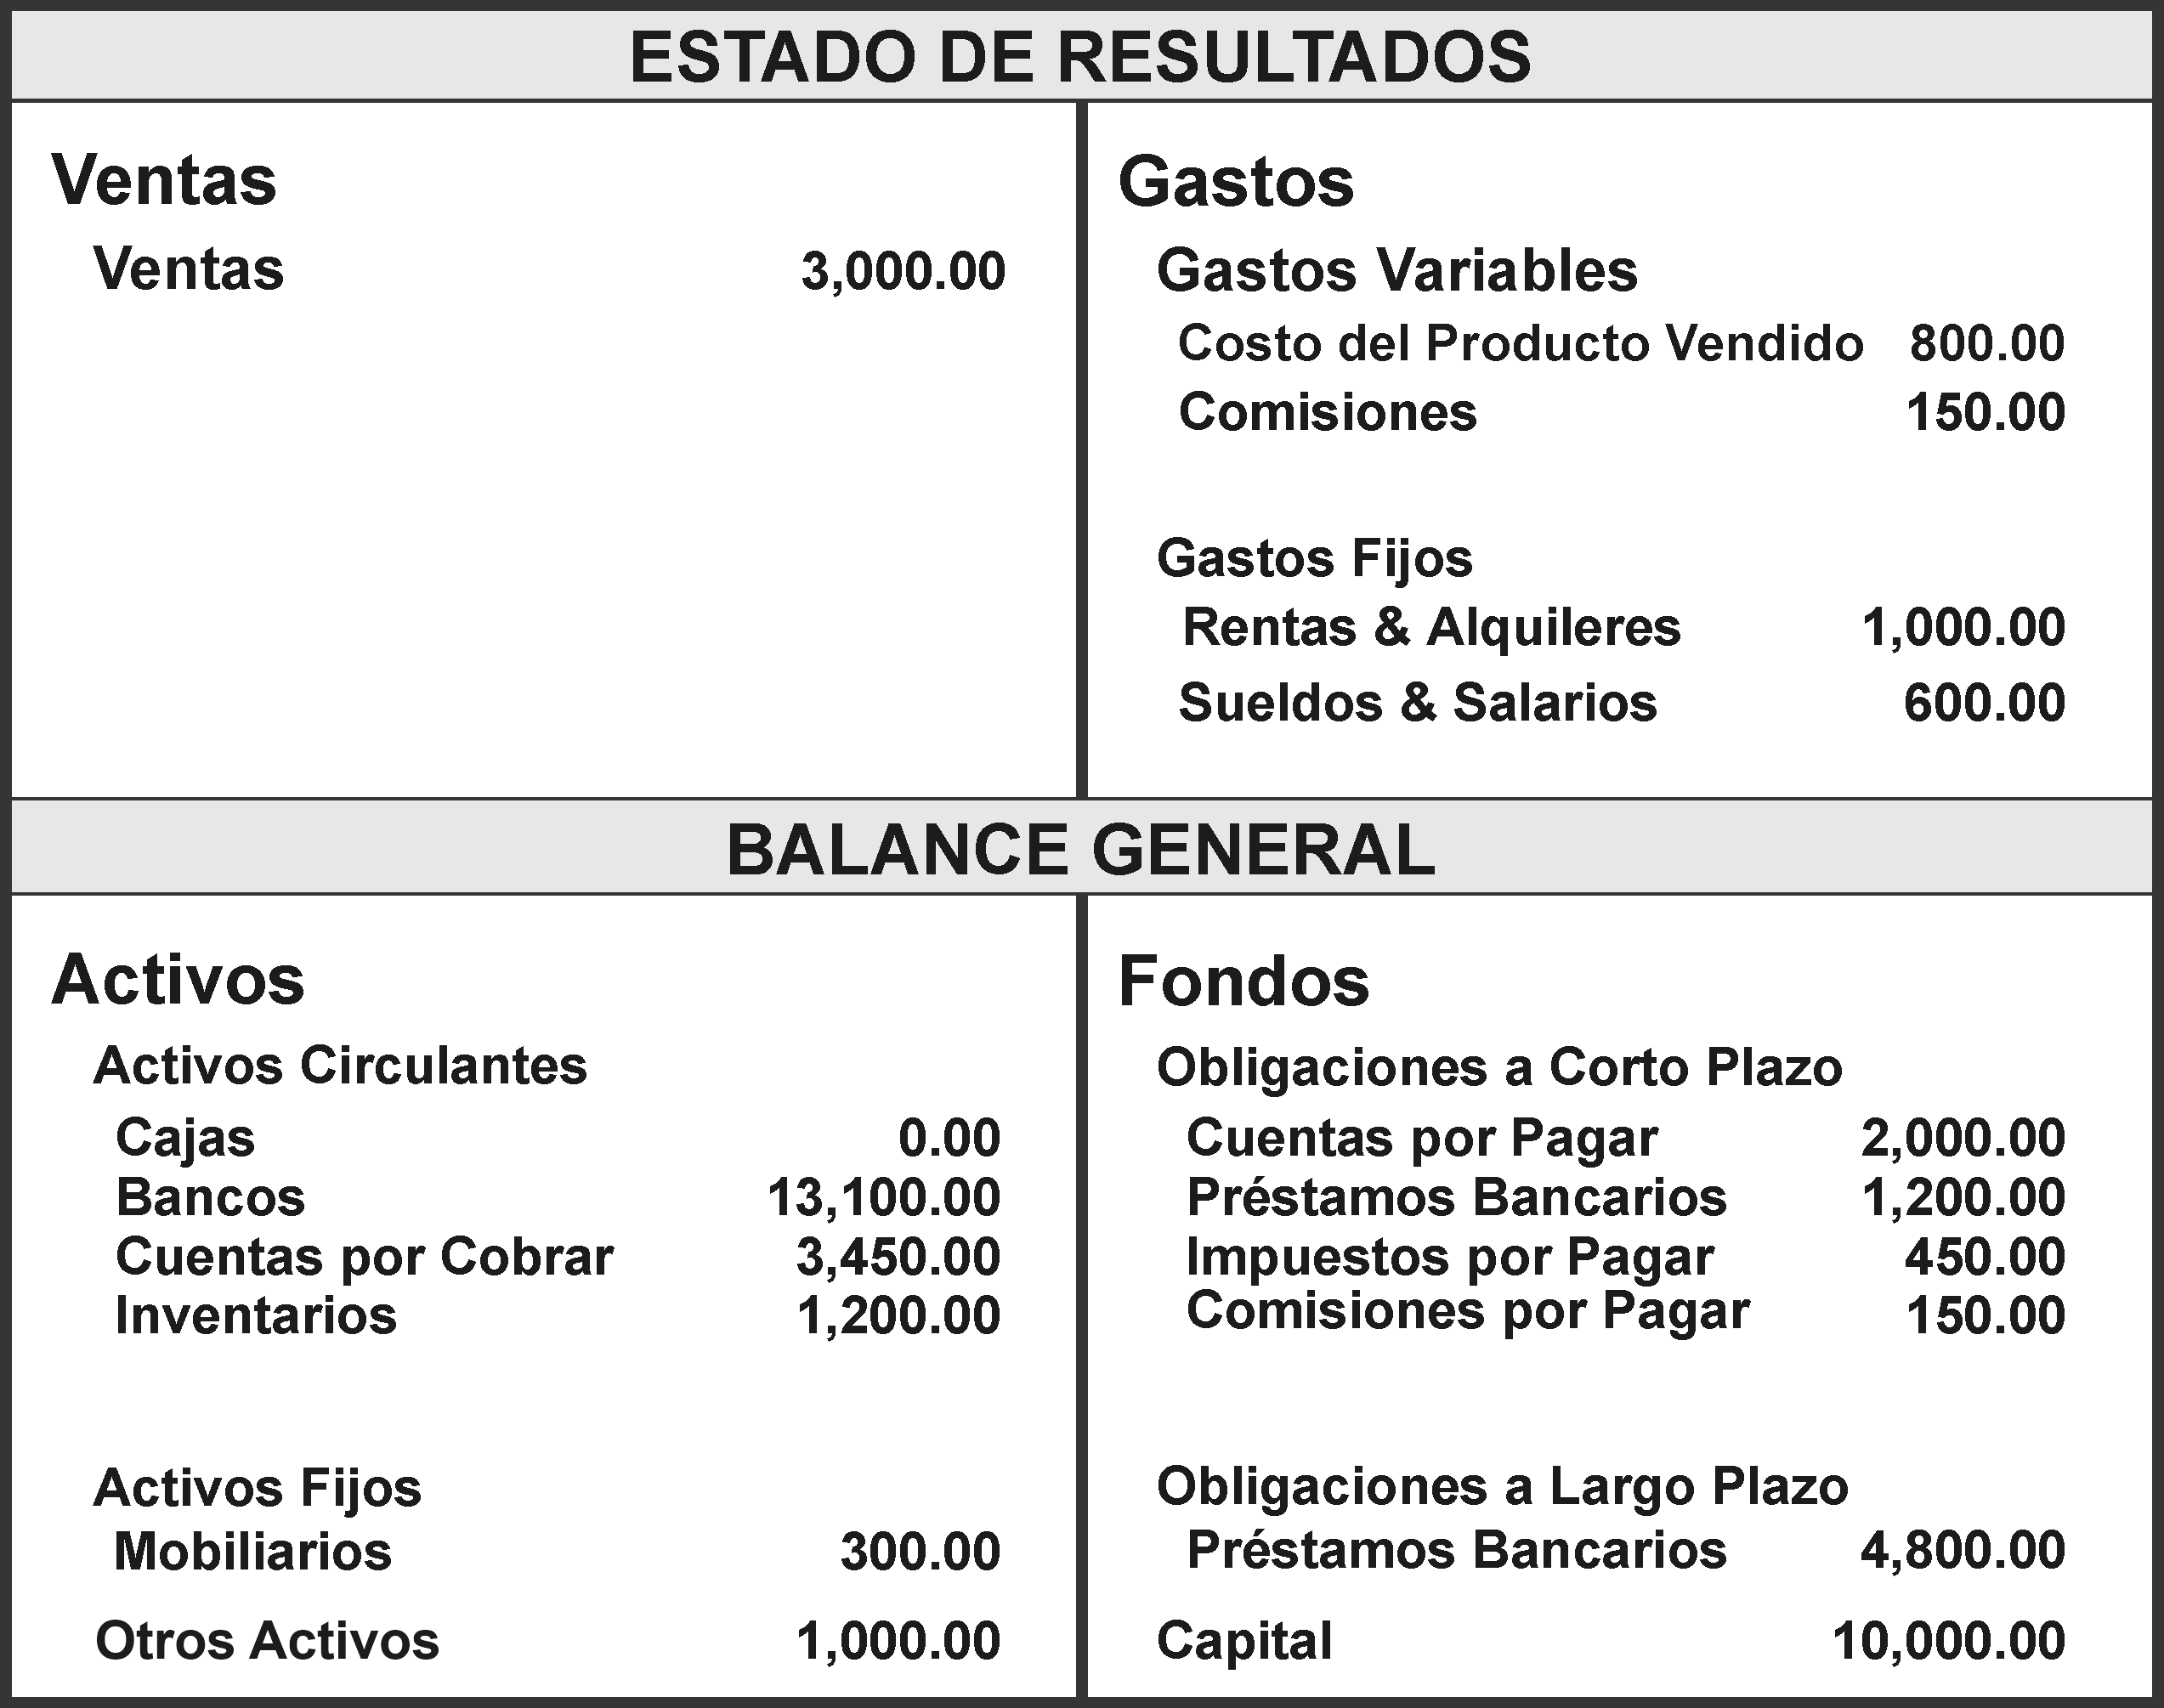 ESTADO DE RESULTADOS
Ventas
Ventas 3,000.00
Gastos
Gastos Variables
Costo del Producto Vendido 800.00
Comisiones 150.00
Gastos Fijos
Rentas & Alquileres 1,000.00
Sueldos & Salarios 600.00
BALANCE GENERAL
Activos
Activos Circulantes
Cajas 0.00
Bancos 13,100.00
Cuentas por Cobrar 3,450.00
Inventarios 1,200.00
Activos Fijos
Mobiliarios 300.00
Otros Activos 1,000.00
Fondos
Obligaciones a Corto Plazo
Cuentas por Pagar 2,000.00
Préstamos Bancarios 1,200.00
Impuestos por Pagar 450.00
Comisiones por Pagar 150.00
Obligaciones a Largo Plazo
Préstamos Bancarios 4,800.00
Capital 10,000.00